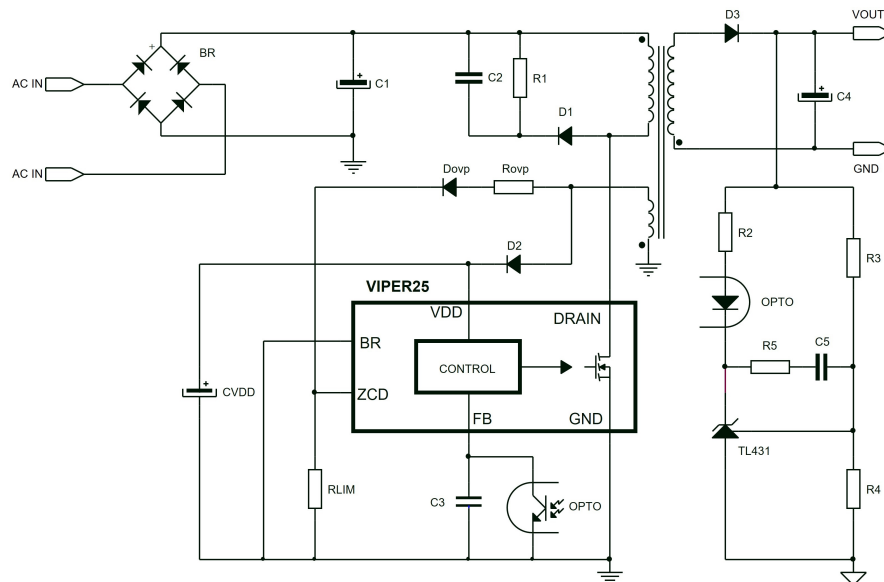 D3
VOUT
BR
AC IN
C1
C2
R1
C4
D1
AC IN
GND
Dovp
Rovp
R2
R3
D2
VIPER25
OPTO
VDD
DRAIN
BR
R5
C5
CONTROL
CVDD
ZCD
FB
GND
TL431
RLIM
C3
OPTO
R4